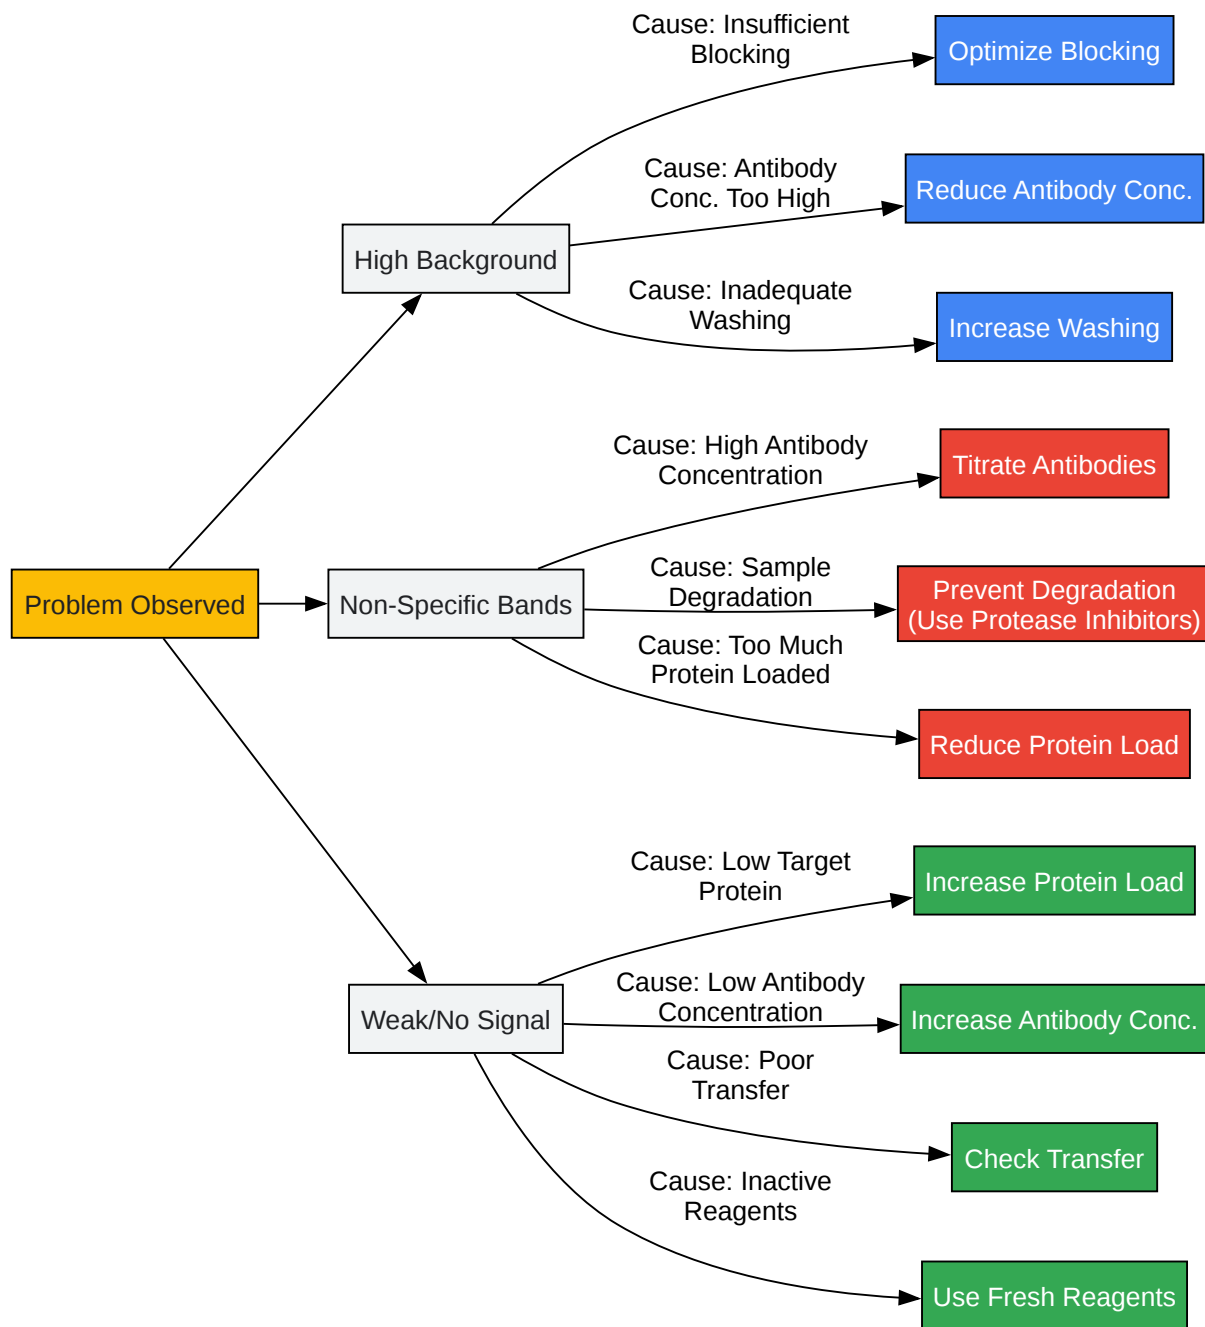 Cause: Insufficient
Blocking
Optimize Blocking
Cause: Antibody
Conc. Too High
Reduce Antibody Conc.
High Background
Cause: Inadequate
Washing
Increase Washing
Cause: High Antibody
Concentration
Titrate Antibodies
Problem Observed
Non-Specific Bands
Cause: Sample
Degradation
Prevent Degradation
(Use Protease Inhibitors)
Cause: Too Much
Protein Loaded
Reduce Protein Load
Cause: Low Target
Protein
Increase Protein Load
Weak/No Signal
Cause: Low Antibody
Concentration
Increase Antibody Conc.
Cause: Poor
Transfer
Check Transfer
Cause: Inactive
Reagents
Use Fresh Reagents